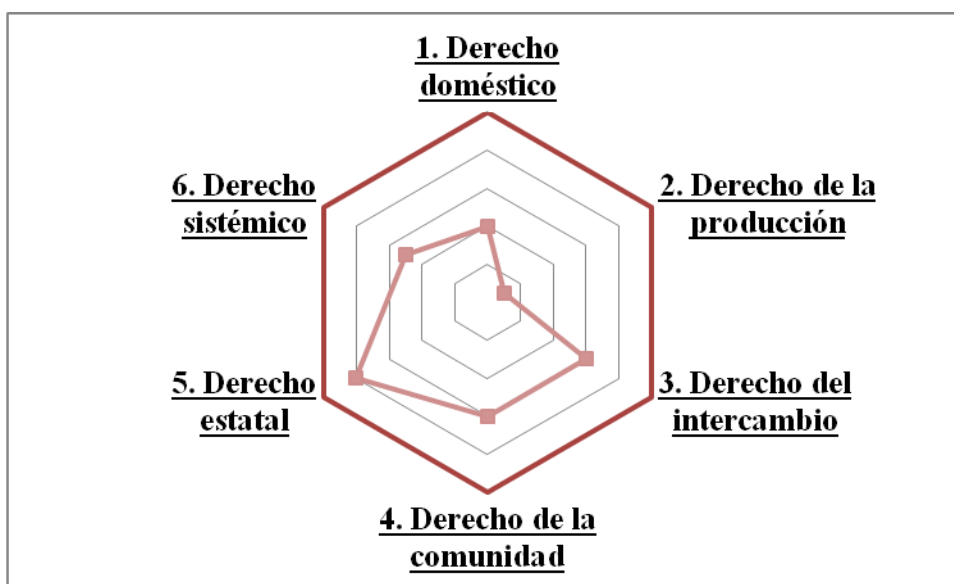 1. Derecho
doméstico
2. Derecho de la
producción
3. Derecho del
intercambio
4. Derecho de la
comunidad
5. Derecho
estatal
6. Derecho
sistémico